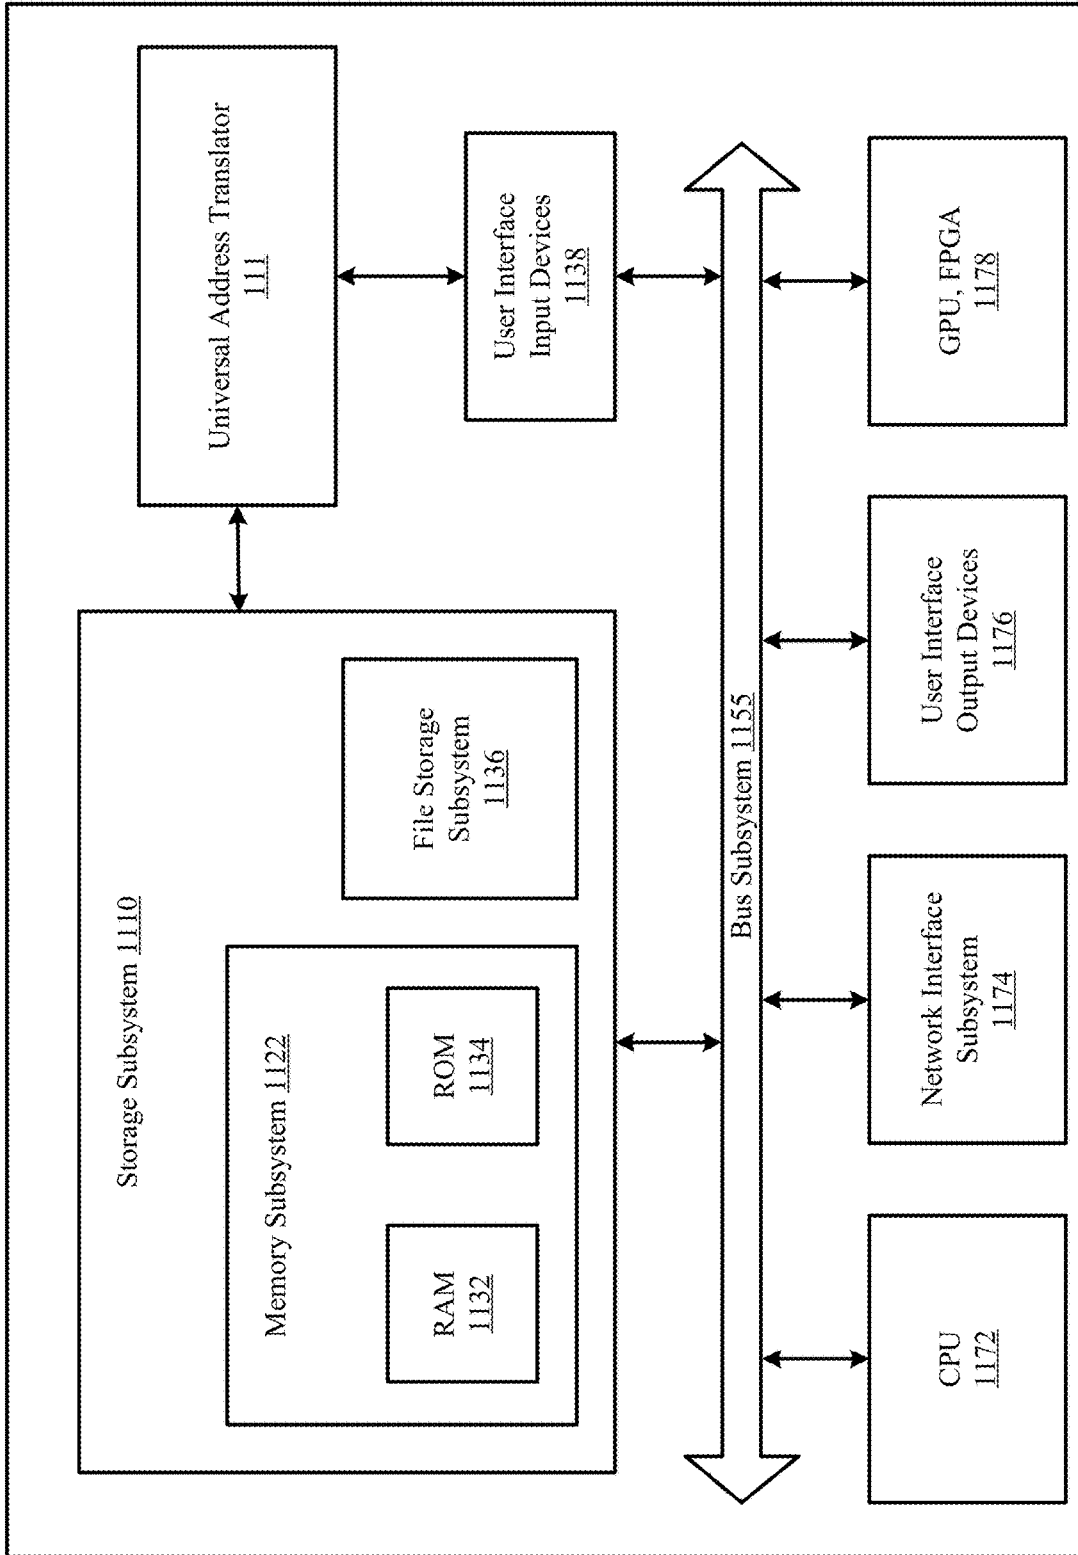 Storage Subsystem 1110
Memory Subsystem 1122
RAM
1132
ROM
1134
File Storage
Subsystem
1136
Universal Address Translator
111
User Interface
Input Devices
1138
Bus Subsystem 1155
CPU
1172
Network Interface
Subsystem
1174
User Interface
Output Devices
1176
GPU, FPGA
1178